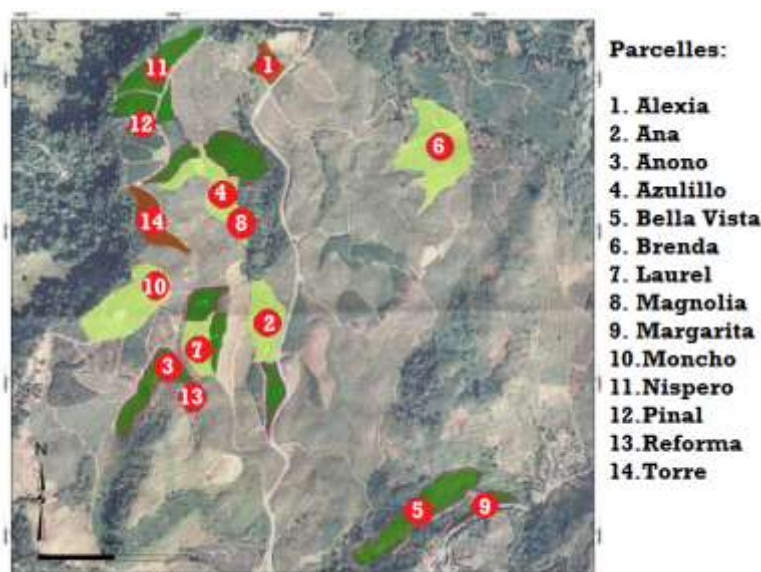 Parcelles:
1. Alexia
2. Ana
3. Anono
4. Azulillo
5. Bella Vista
6. Brenda
7. Laurel
8. Magnolia
9. Margarita
10.Moncho
11.Nispero
12.Pinal
13.Reforma
14.Torre
11
1
12
6
4
14
8
10
2
7
3
13
N
5
9